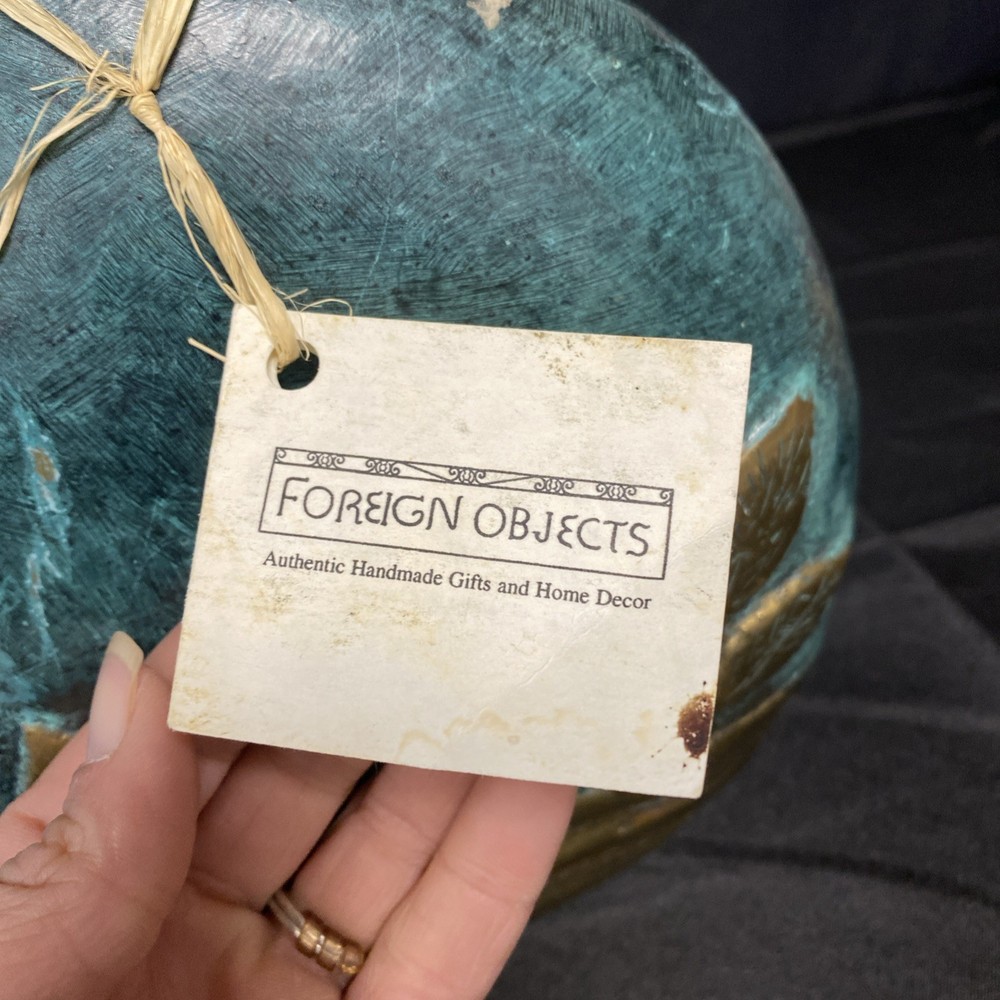 FOREIGN OBJECTS
Authentic Handmade Gifts and Home Decor